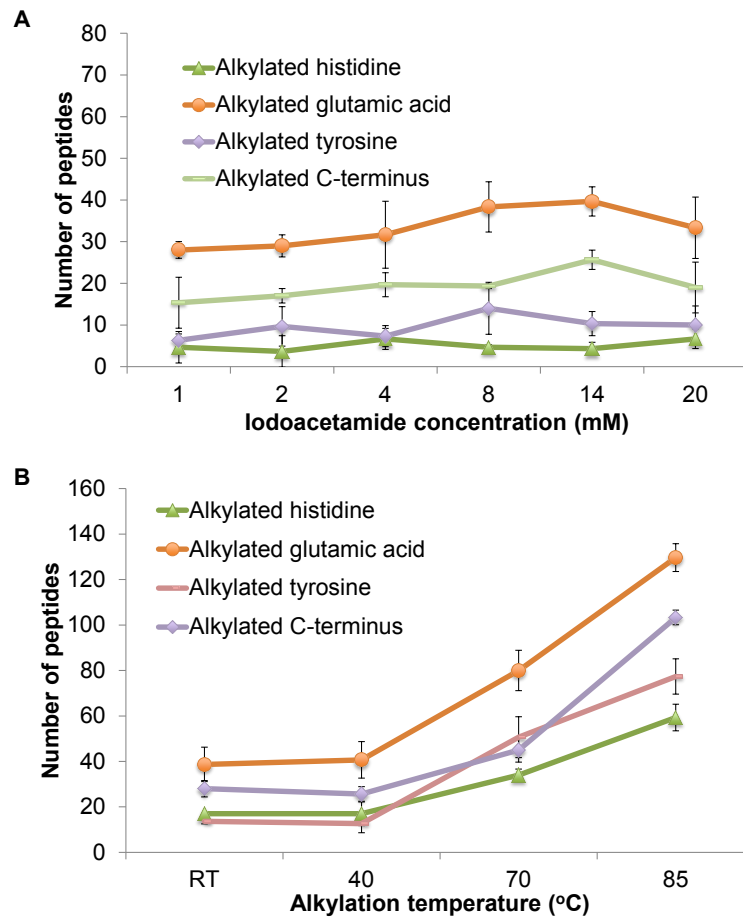 A
80
70
60
50
40
30
20
10
0
Number of peptides
Alkylated histidine
Alkylated glutamic acid
Alkylated tyrosine
Alkylated C-terminus
1 2 4 8 14 20
Iodoacetamide concentration (mM)
B
160
140
120
100
80
60
40
20
0
Number of peptides
Alkylated histidine
Alkylated glutamic acid
Alkylated tyrosine
Alkylated C-terminus
RT 40 70 85
Alkylation temperature (ºC)